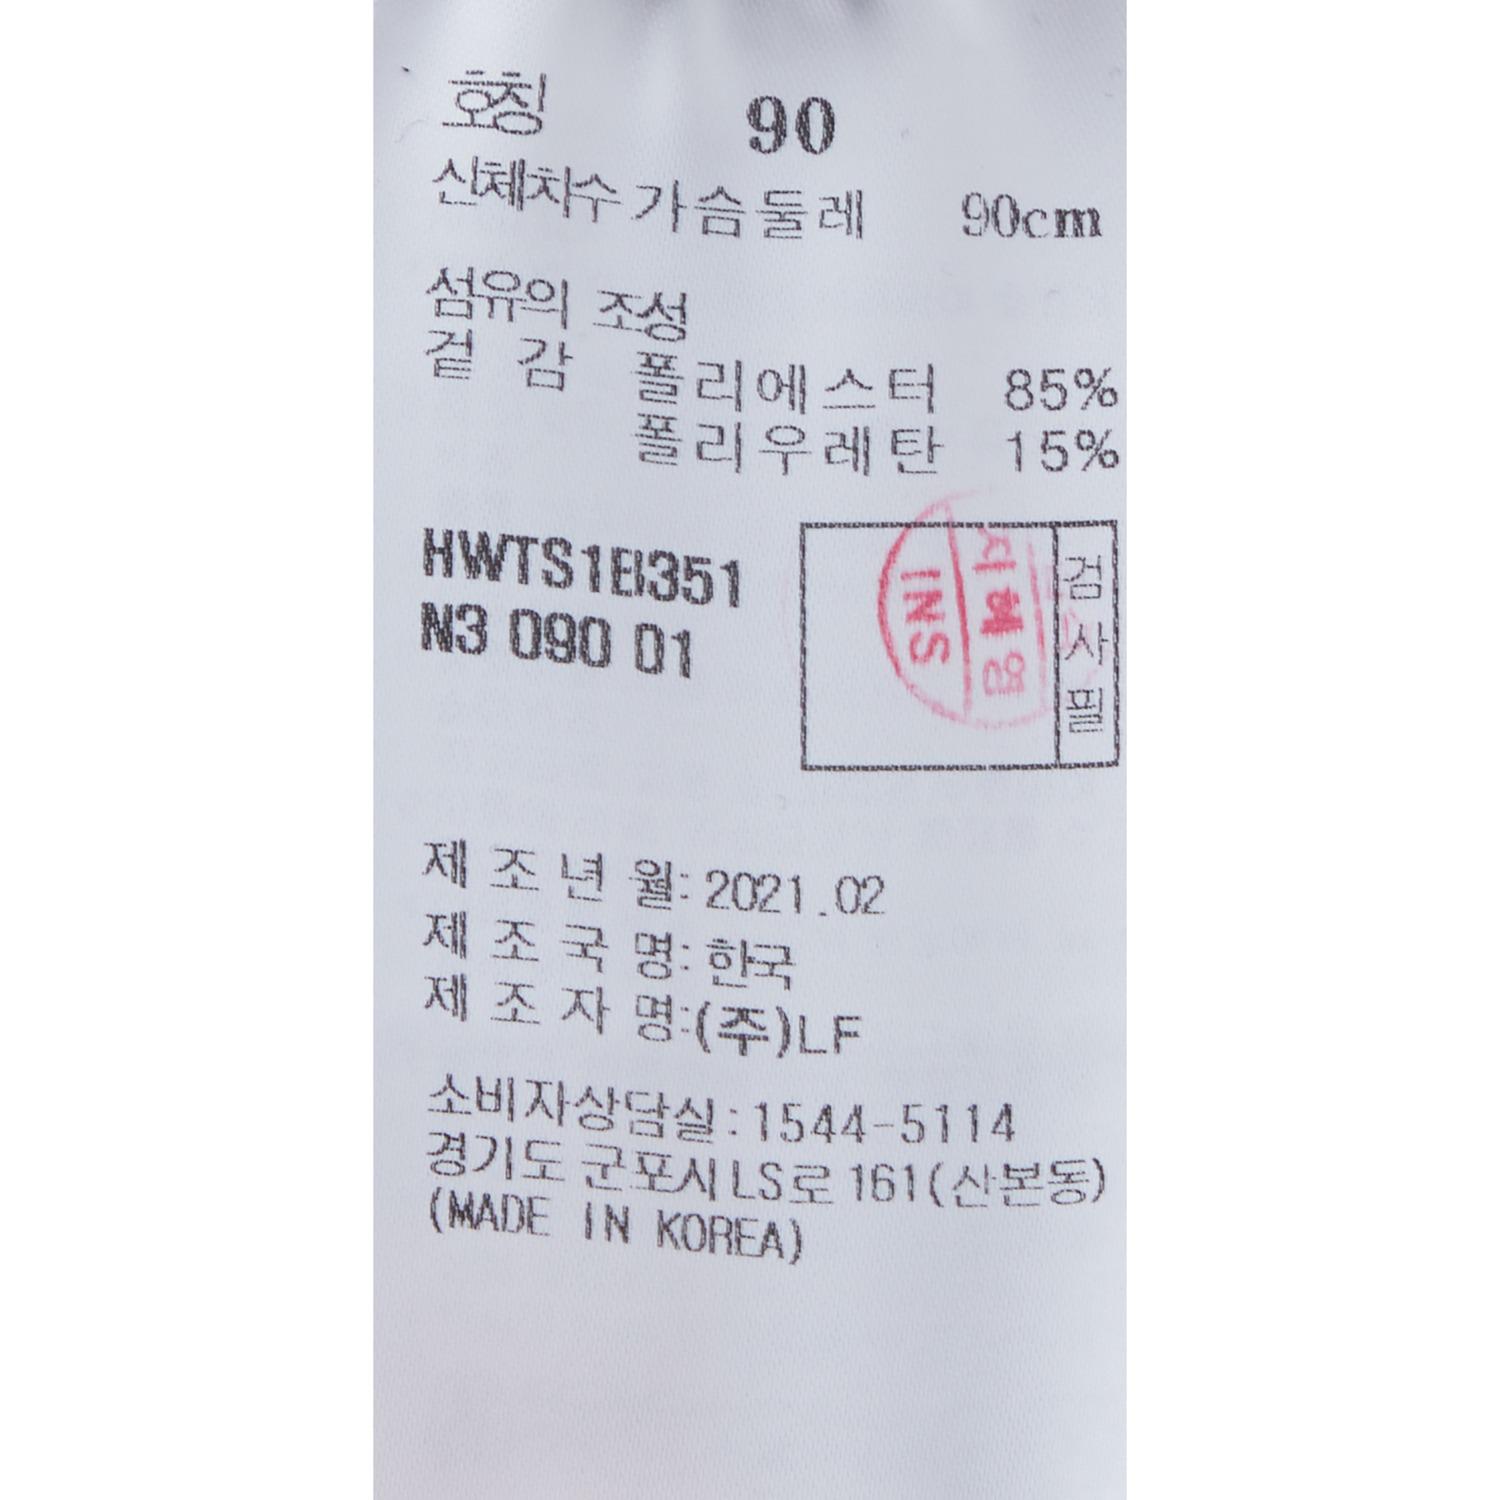 호칭 90
신체치수 가슴둘레 90cm
섬유의 조성
겉 감 폴리에스터 85%
폴리우레탄 15%
HWTS1EI351
N3 090 01
검사필
INS
제 조 년 월: 2021.02
제 조 국 명: 한국
제 조 자 명:(주)LF
소비자상담실:1544-5114
경기도 군포시 LS로 161(산본동)
(MADE IN KOREA)